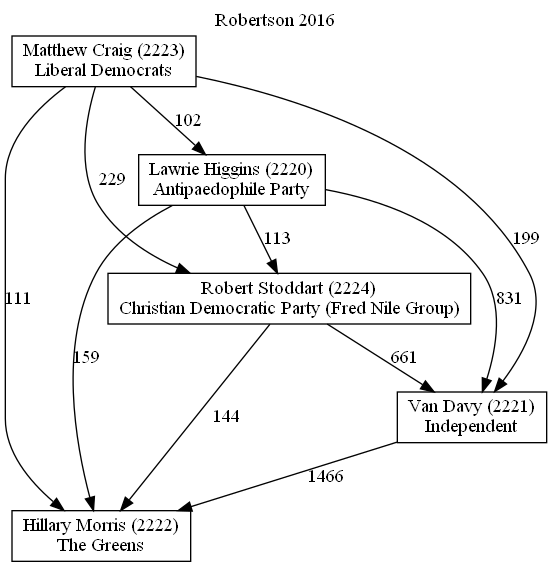 Robertson 2016
Matthew Craig (2223)
Liberal Democrats
102
Lawrie Higgins (2220)
Antipaedophile Party
229
113
199
Robert Stoddart (2224)
Christian Democratic Party (Fred Nile Group)
111
831
159
661
Van Davy (2221)
Independent
144
1466
Hillary Morris (2222)
The Greens